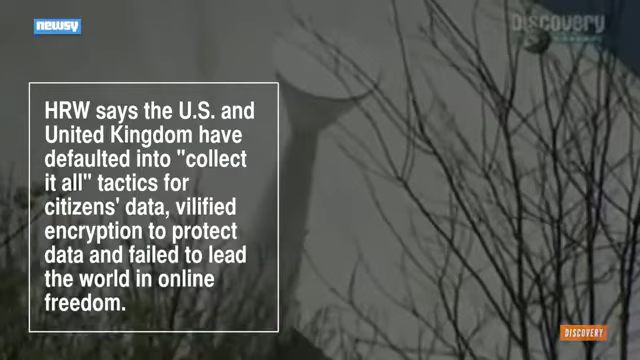 newsy
Discovery
HRW says the U.S. and
United Kingdom have
defaulted into "collect
it all" tactics for
citizens' data, vilified
encryption to protect
data and failed to lead
the world in online
freedom.
DISCOVERY